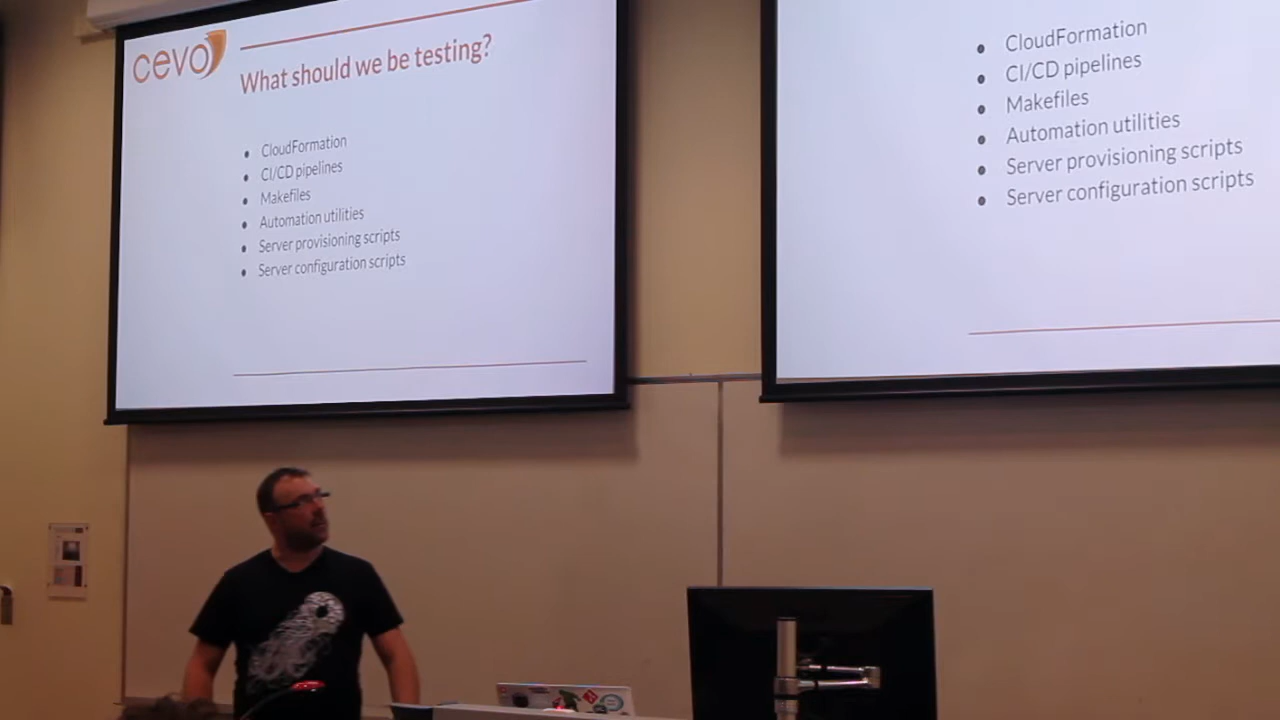 cevo
What should we be testing?
CloudFormation
CI/CD pipelines
Makefiles
Automation utilities
Server provisioning scripts
Server configuration scripts
CloudFormation
CI/CD pipelines
Makefiles
Automation utilities
Server provisioning scripts
Server configuration scripts